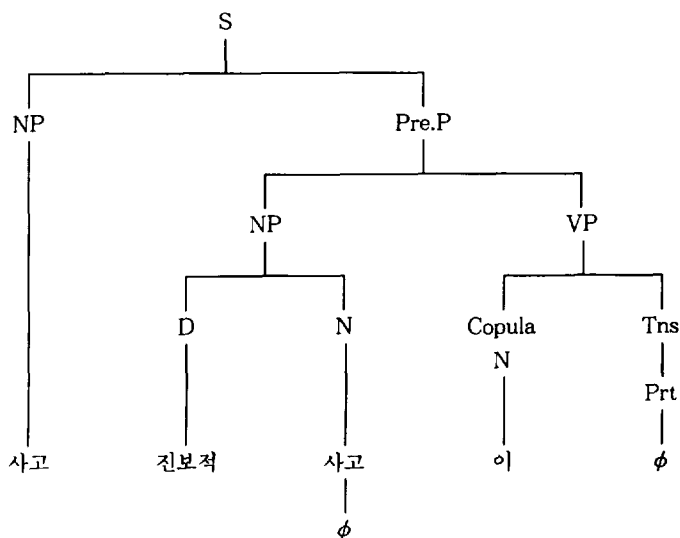 S
NP Pre.P
NP VP
D N Copula Tns
N
Prt
사고 진보적 사고 이 φ
φ